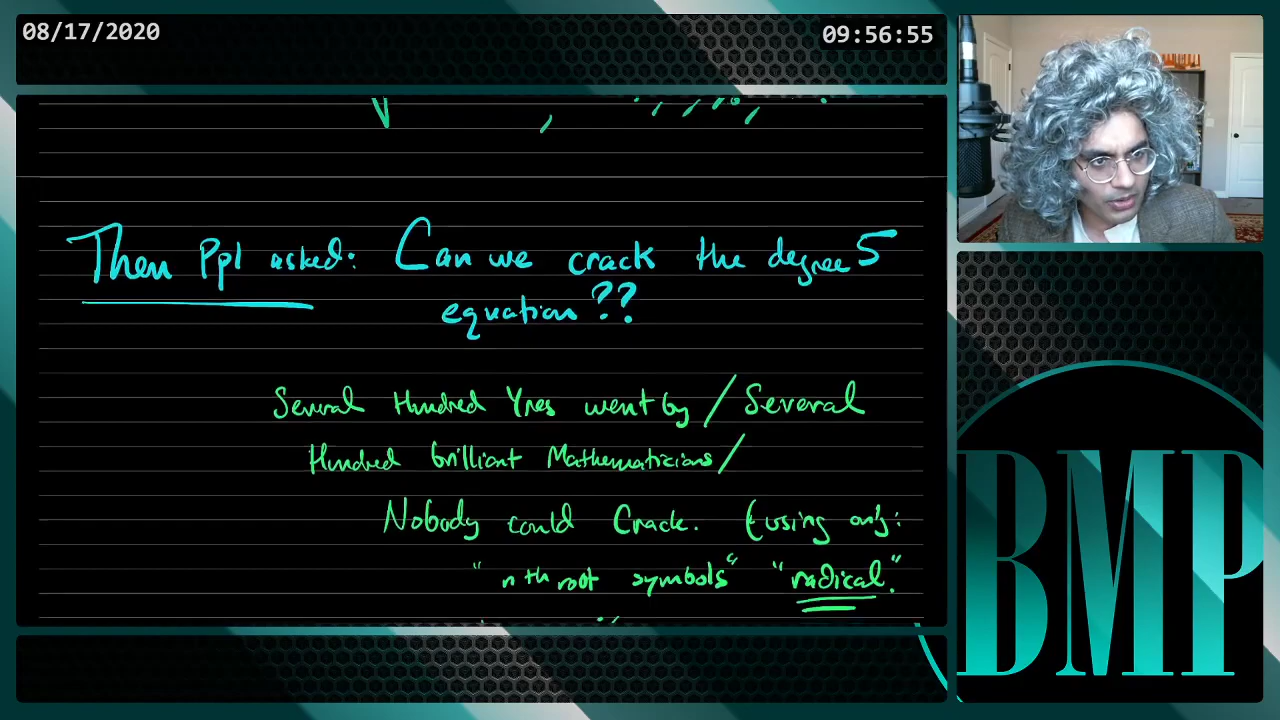 08/17/2020
09:56:55
Then Ppl asked: Can we crack the degree 5
equation??
Several Hundred Yres went by / Several
Hundred brilliant Mathematicians /
Nobody could Crack. (using only:
"nth root symbols" "radical."
BMP